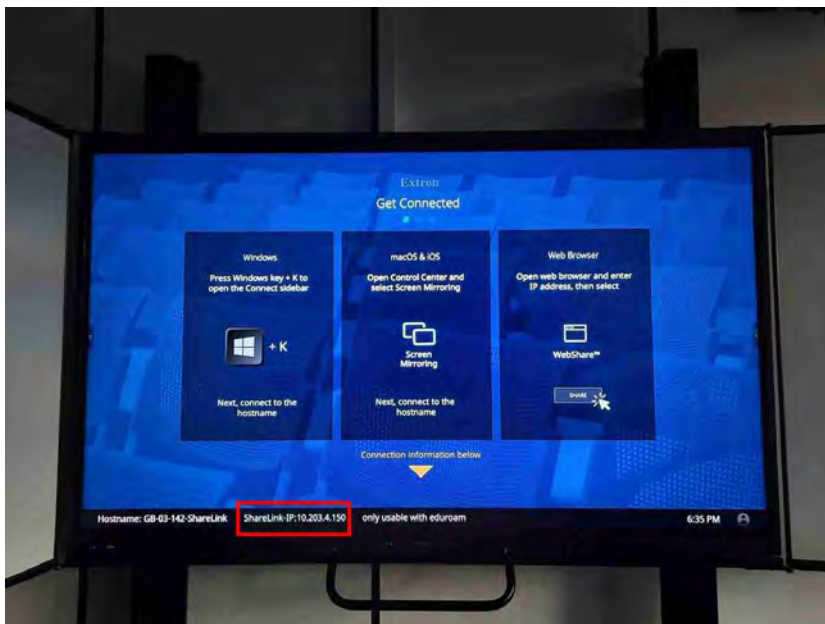 Extron
Get Connected
Windows
Press Windows key + K to
open the Connect sidebar
+ K
Next, connect to the
hostname
macOS & iOS
Open Control Center and
select Screen Mirroring
Screen
Mirroring
Next, connect to the
hostname
Web Browser
Open web browser and enter
IP address, then select
WebShare™
SHARE
Connection information below
Hostname: GB-03-142-ShareLink ShareLink-IP:10.203.4.150 only usable with eduroam 6:35 PM